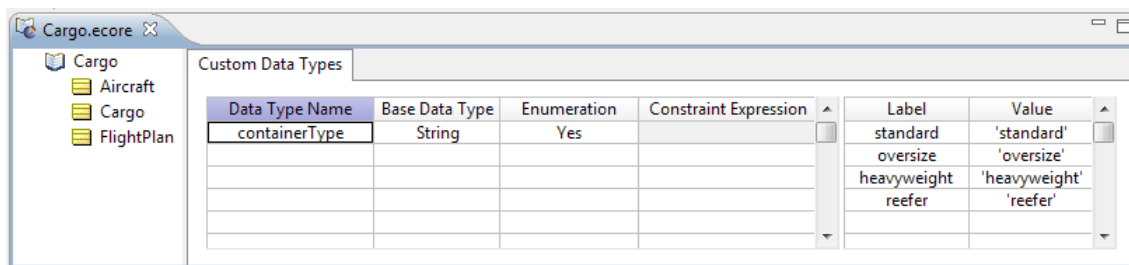 Cargo.ecore
Cargo
Aircraft
Cargo
FlightPlan
Custom Data Types
Data Type Name Base Data Type Enumeration Constraint Expression Label Value
containerType String Yes standard 'standard'
oversize 'oversize'
heavyweight 'heavyweight'
reefer 'reefer'